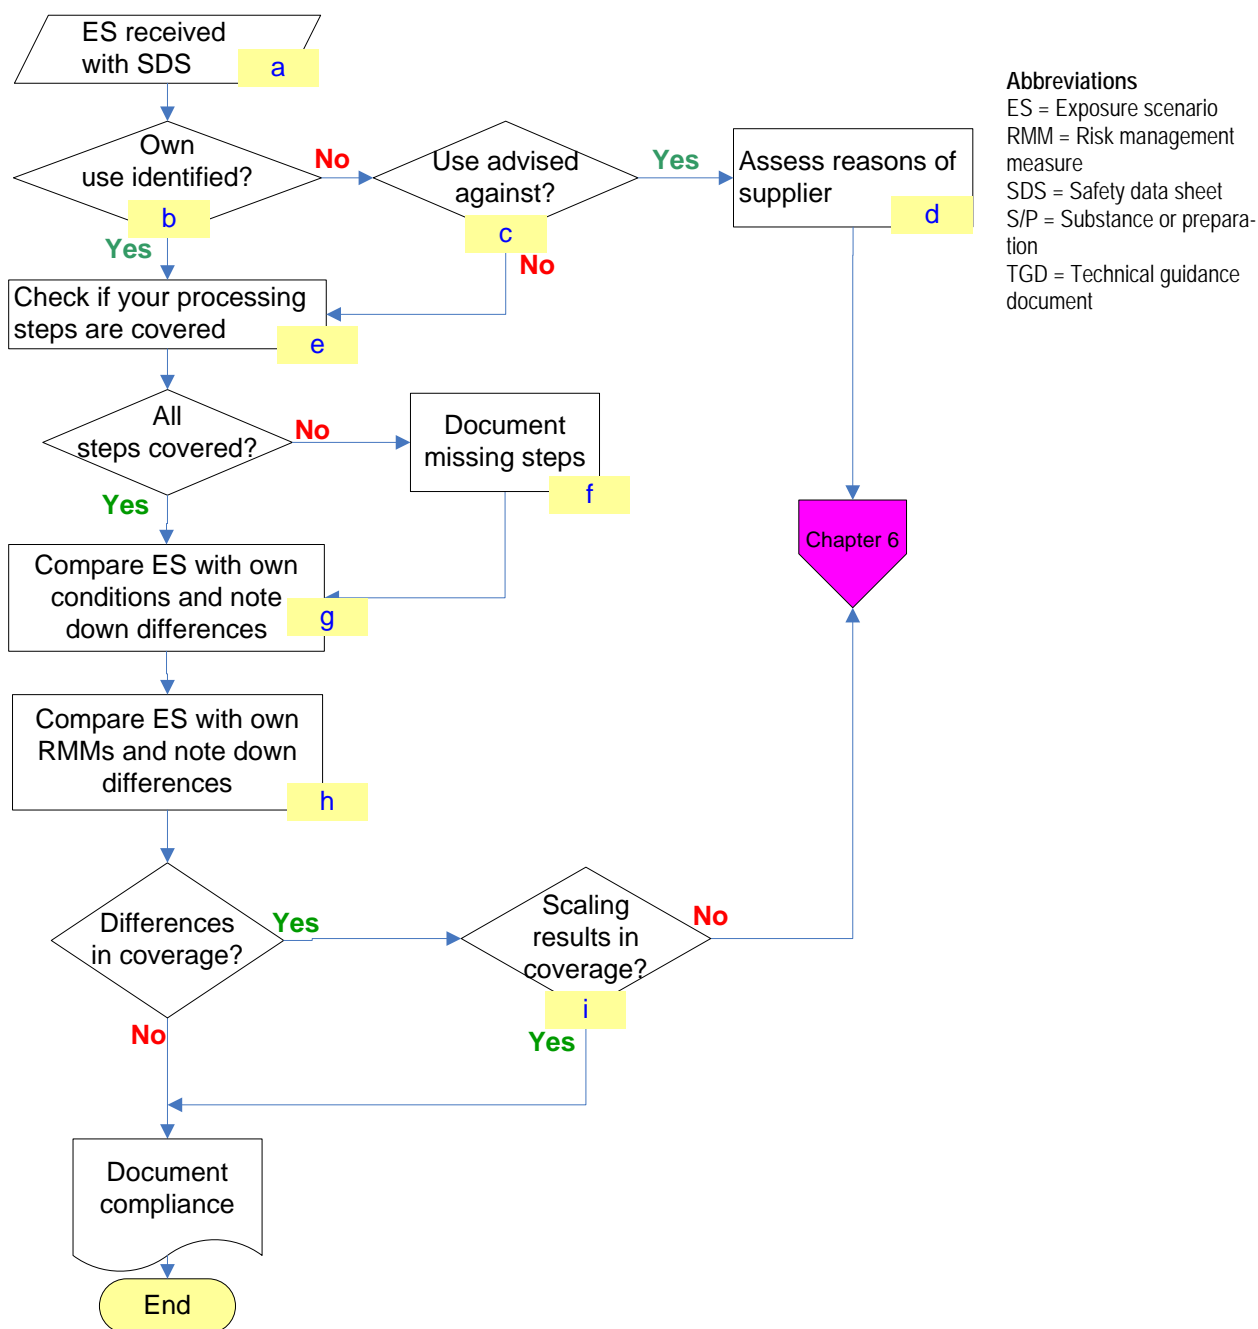 ES received
with SDS
a
Own
use identified?
b
No
Use advised
against?
c
Yes
Assess reasons of
supplier
d
Abbreviations
ES = Exposure scenario
RMM = Risk management
measure
SDS = Safety data sheet
S/P = Substance or prepara-
tion
TGD = Technical guidance
document
Yes
No
Check if your processing
steps are covered
e
All
steps covered?
No
Document
missing steps
f
Yes
Chapter 6
Compare ES with own
conditions and note
down differences
g
Compare ES with own
RMMs and note down
differences
h
Differences
in coverage?
Yes
Scaling
results in
coverage?
i
No
No
Yes
Document
compliance
End